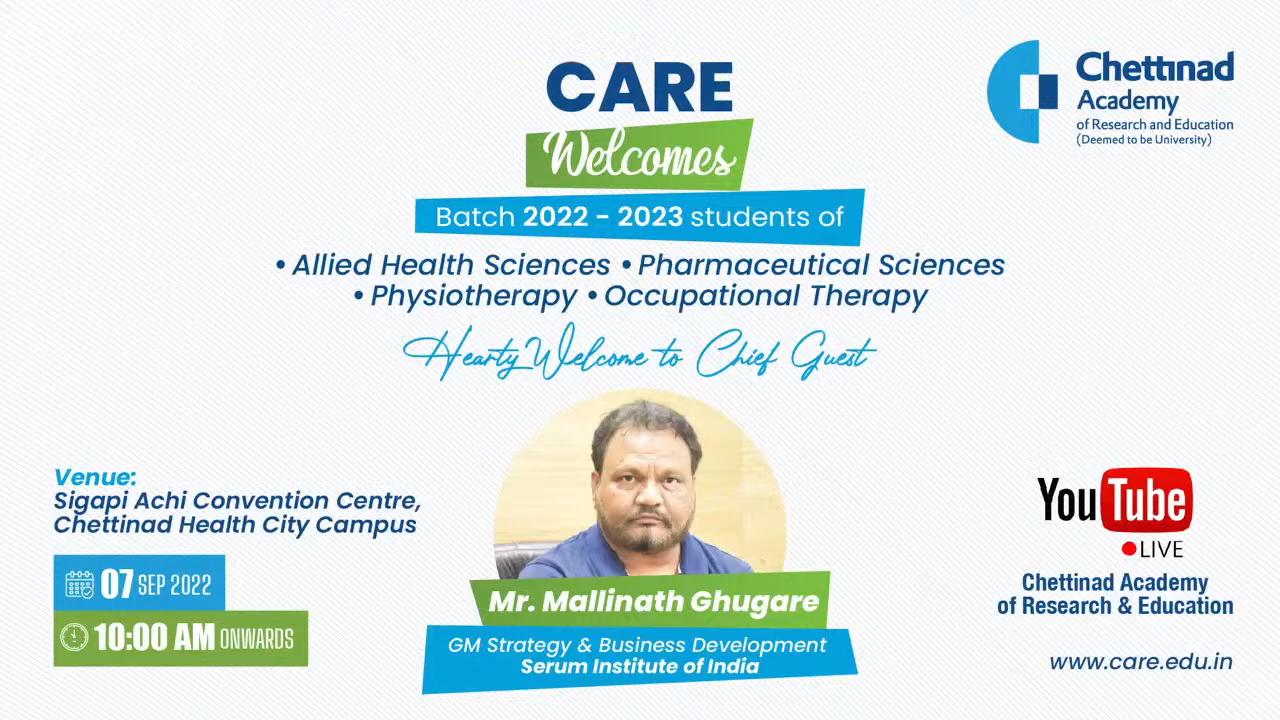 CARE
Welcomes
Batch 2022 - 2023 students of
• Allied Health Sciences • Pharmaceutical Sciences
• Physiotherapy • Occupational Therapy
Hearty Welcome to Chief Guest
Chettinad
Academy
of Research and Education
(Deemed to be University)
Venue:
Sigapi Achi Convention Centre,
Chettinad Health City Campus
07 SEP 2022
10:00 AM ONWARDS
Mr. Mallinath Ghugare
GM Strategy & Business Development
Serum Institute of India
YouTube
LIVE
Chettinad Academy
of Research & Education
www.care.edu.in